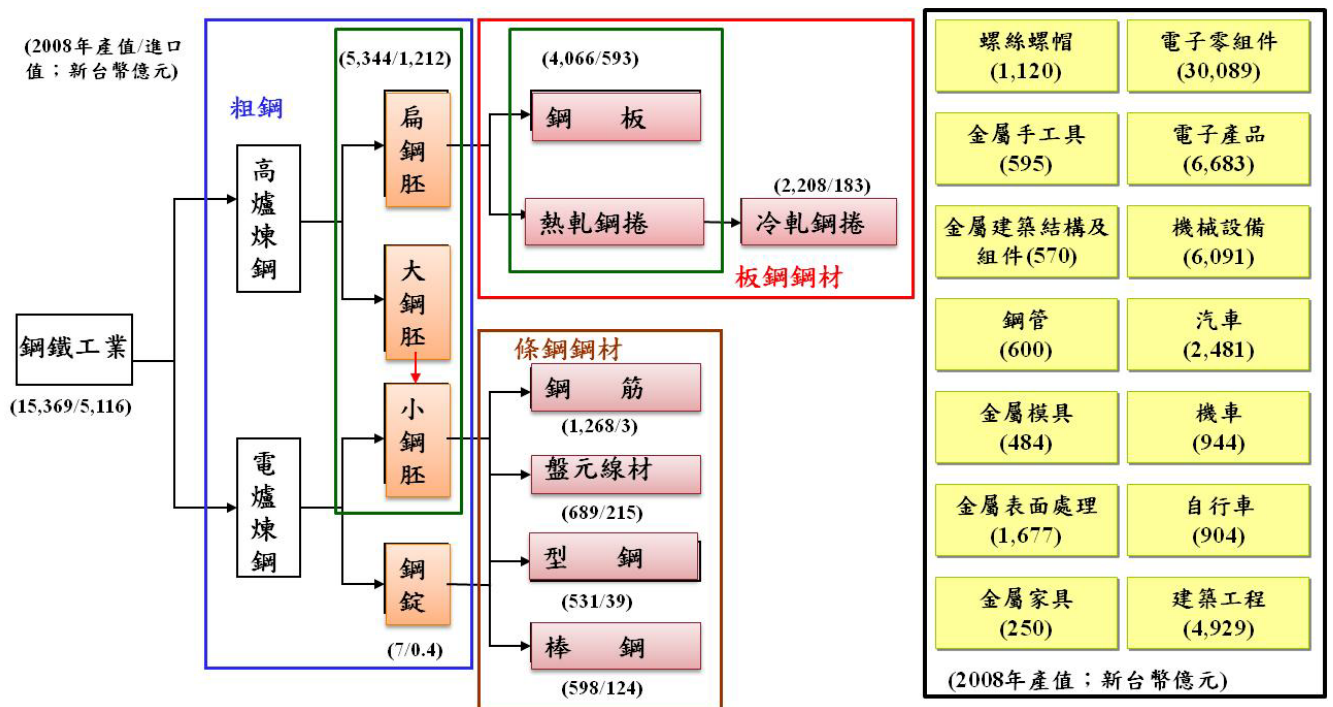 (2008年產值/進口
值；新台幣億元)
粗鋼
(5,344/1,212)
(4,066/593)
扁鋼胚
鋼 板
高爐煉鋼
(2,208/183)
熱軋鋼捲
冷軋鋼捲
大鋼胚
板鋼鋼材
鋼鐵工業
(15,369/5,116)
條鋼鋼材
小鋼胚
鋼 筋
(1,268/3)
電爐煉鋼
盤元線材
(689/215)
鋼錠
(7/0.4)
型 鋼
(531/39)
棒 鋼
(598/124)
螺絲螺帽
(1,120)
電子零組件
(30,089)
金屬手工具
(595)
電子產品
(6,683)
金屬建築結構及
組件(570)
機械設備
(6,091)
鋼管
(600)
汽車
(2,481)
金屬模具
(484)
機車
(944)
金屬表面處理
(1,677)
自行車
(904)
金屬家具
(250)
建築工程
(4,929)
(2008年產值；新台幣億元)